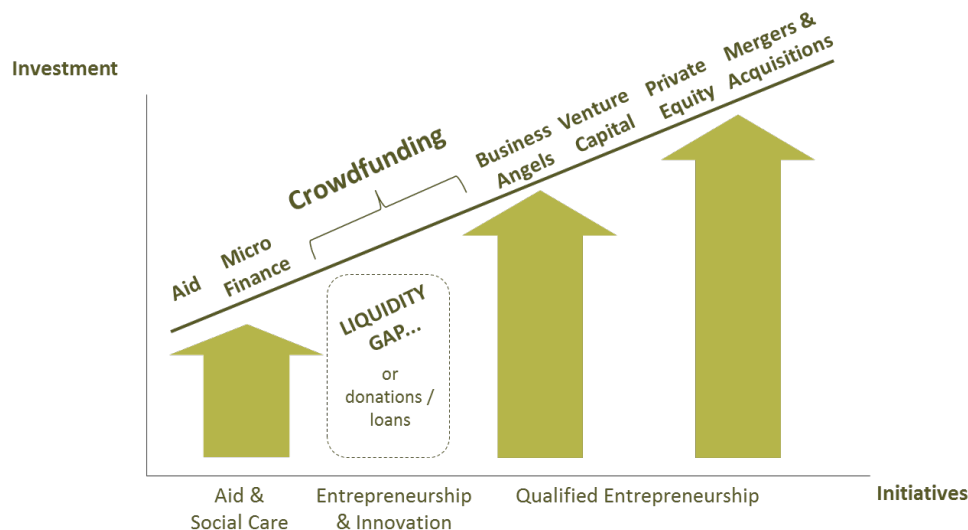 Investment
Aid
Micro
Finance
Crowdfunding
Business
Angels
Venture
Capital
Private
Equity
Mergers &
Acquisitions
LIQUIDITY
GAP...
or
donations /
loans
Aid &
Social Care
Entrepreneurship
& Innovation
Qualified Entrepreneurship
Initiatives